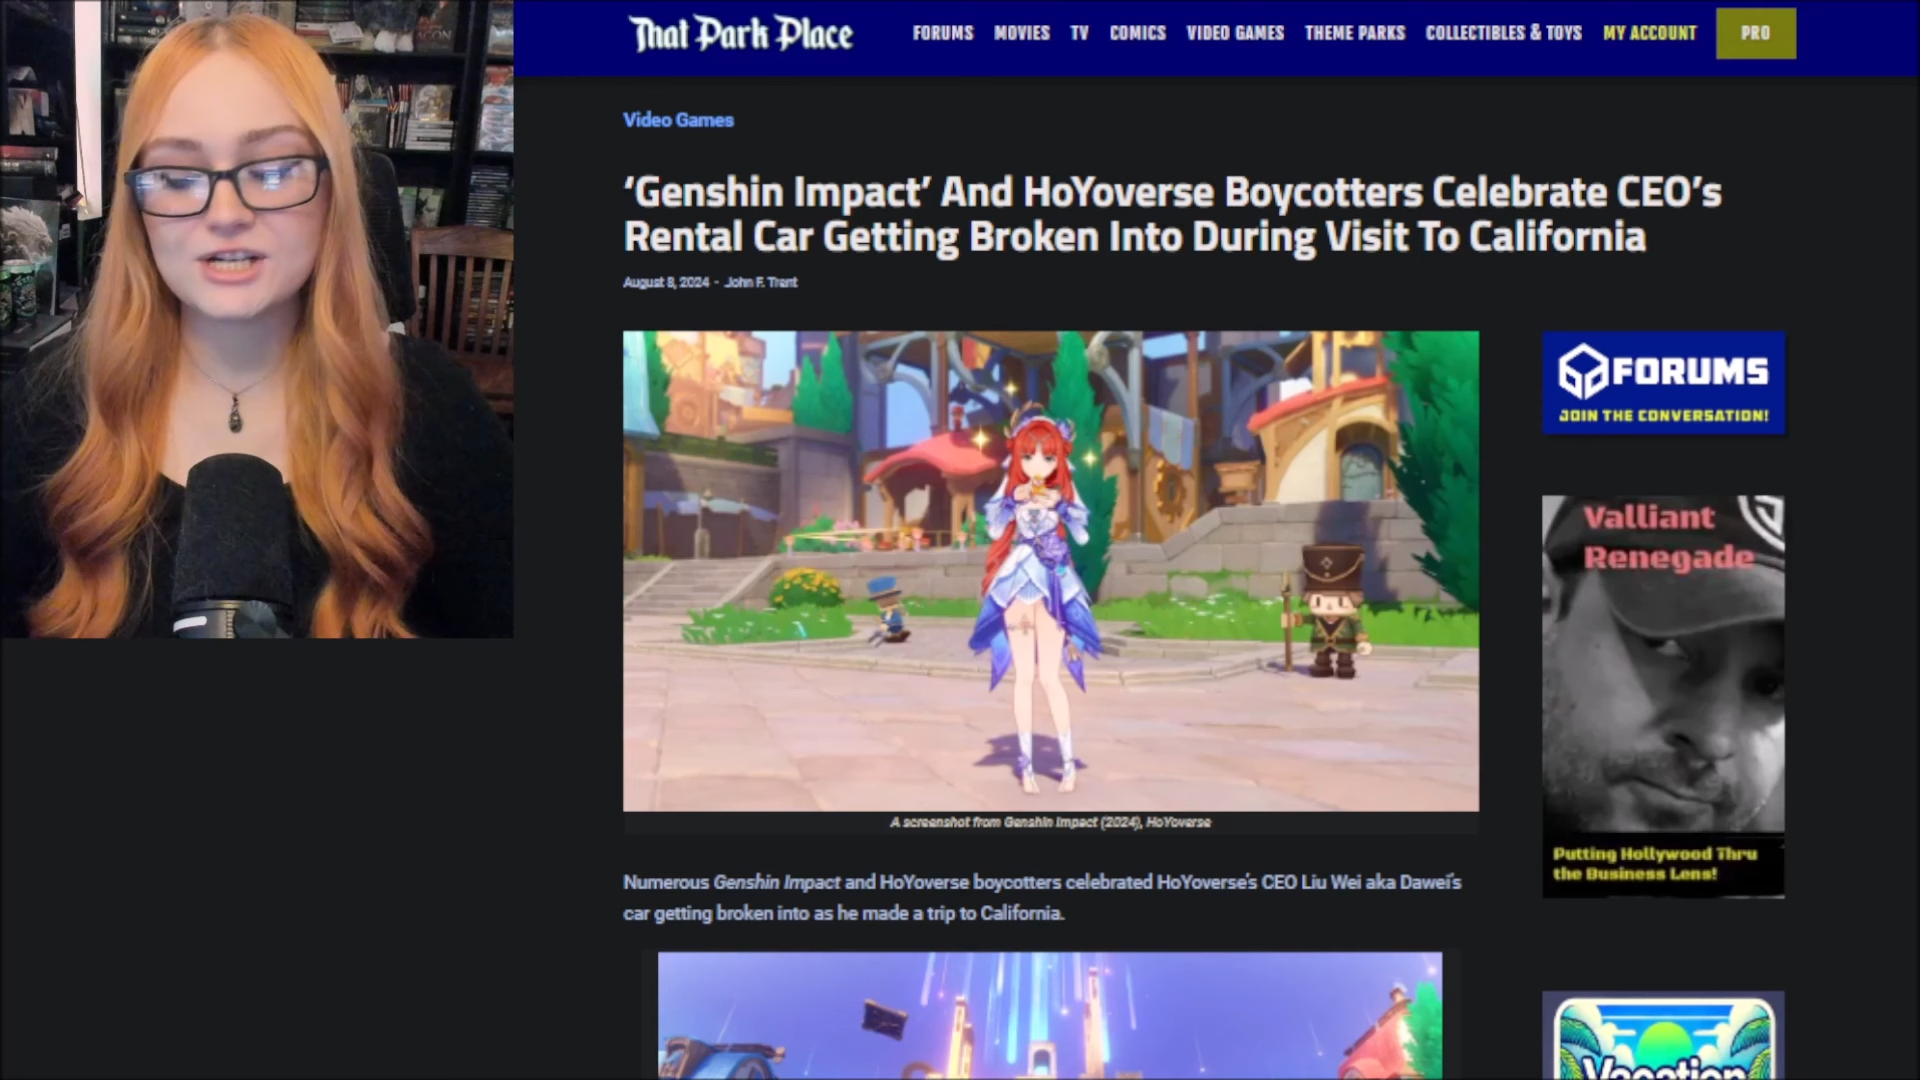 That Park Place
FORUMS MOVIES TV COMICS VIDEO GAMES THEME PARKS COLLECTIBLES & TOYS MY ACCOUNT PRO
Video Games
‘Genshin Impact’ And HoYoverse Boycotters Celebrate CEO’s
Rental Car Getting Broken Into During Visit To California
August 8, 2024 - John F. Trent
FORUMS
JOIN THE CONVERSATION!
Valliant
Renegade
Putting Hollywood Thru
the Business Lens!
A screenshot from Genshin Impact (2024), HoYoverse
Numerous Genshin Impact and HoYoverse boycotters celebrated HoYoverse’s CEO Liu Wei aka Dawei’s
car getting broken into as he made a trip to California.
Vacation